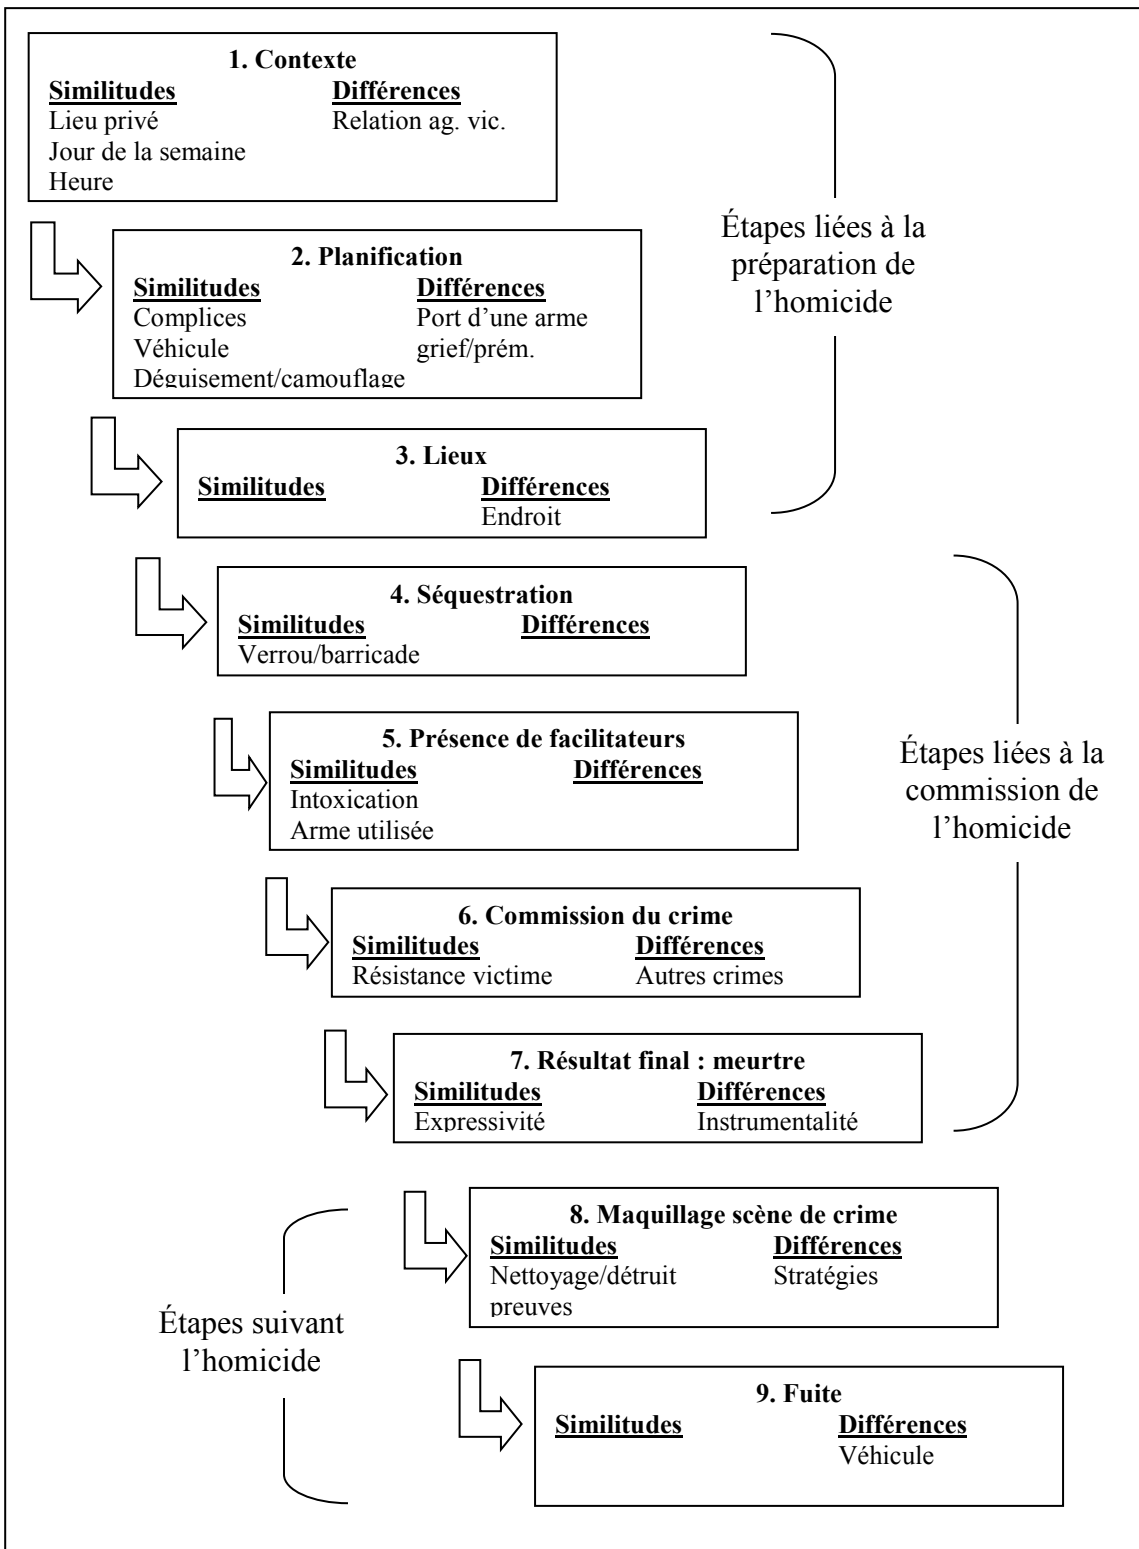 1. Contexte
Similitudes Différences
Lieu privé Relation ag. vic.
Jour de la semaine
Heure
Étapes liées à la
préparation de
l’homicide
2. Planification
Similitudes Différences
Complices Port d’une arme
Véhicule grief/prém.
Déguisement/camouflage
3. Lieux
Similitudes Différences
Endroit
4. Séquestration
Similitudes Différences
Verrou/barricade
5. Présence de facilitateurs
Similitudes Différences
Intoxication
Arme utilisée
Étapes liées à la
commission de
l’homicide
6. Commission du crime
Similitudes Différences
Résistance victime Autres crimes
7. Résultat final : meurtre
Similitudes Différences
Expressivité Instrumentalité
8. Maquillage scène de crime
Similitudes Différences
Nettoyage/détruit Stratégies
preuves
Étapes suivant
l’homicide
9. Fuite
Similitudes Différences
Véhicule